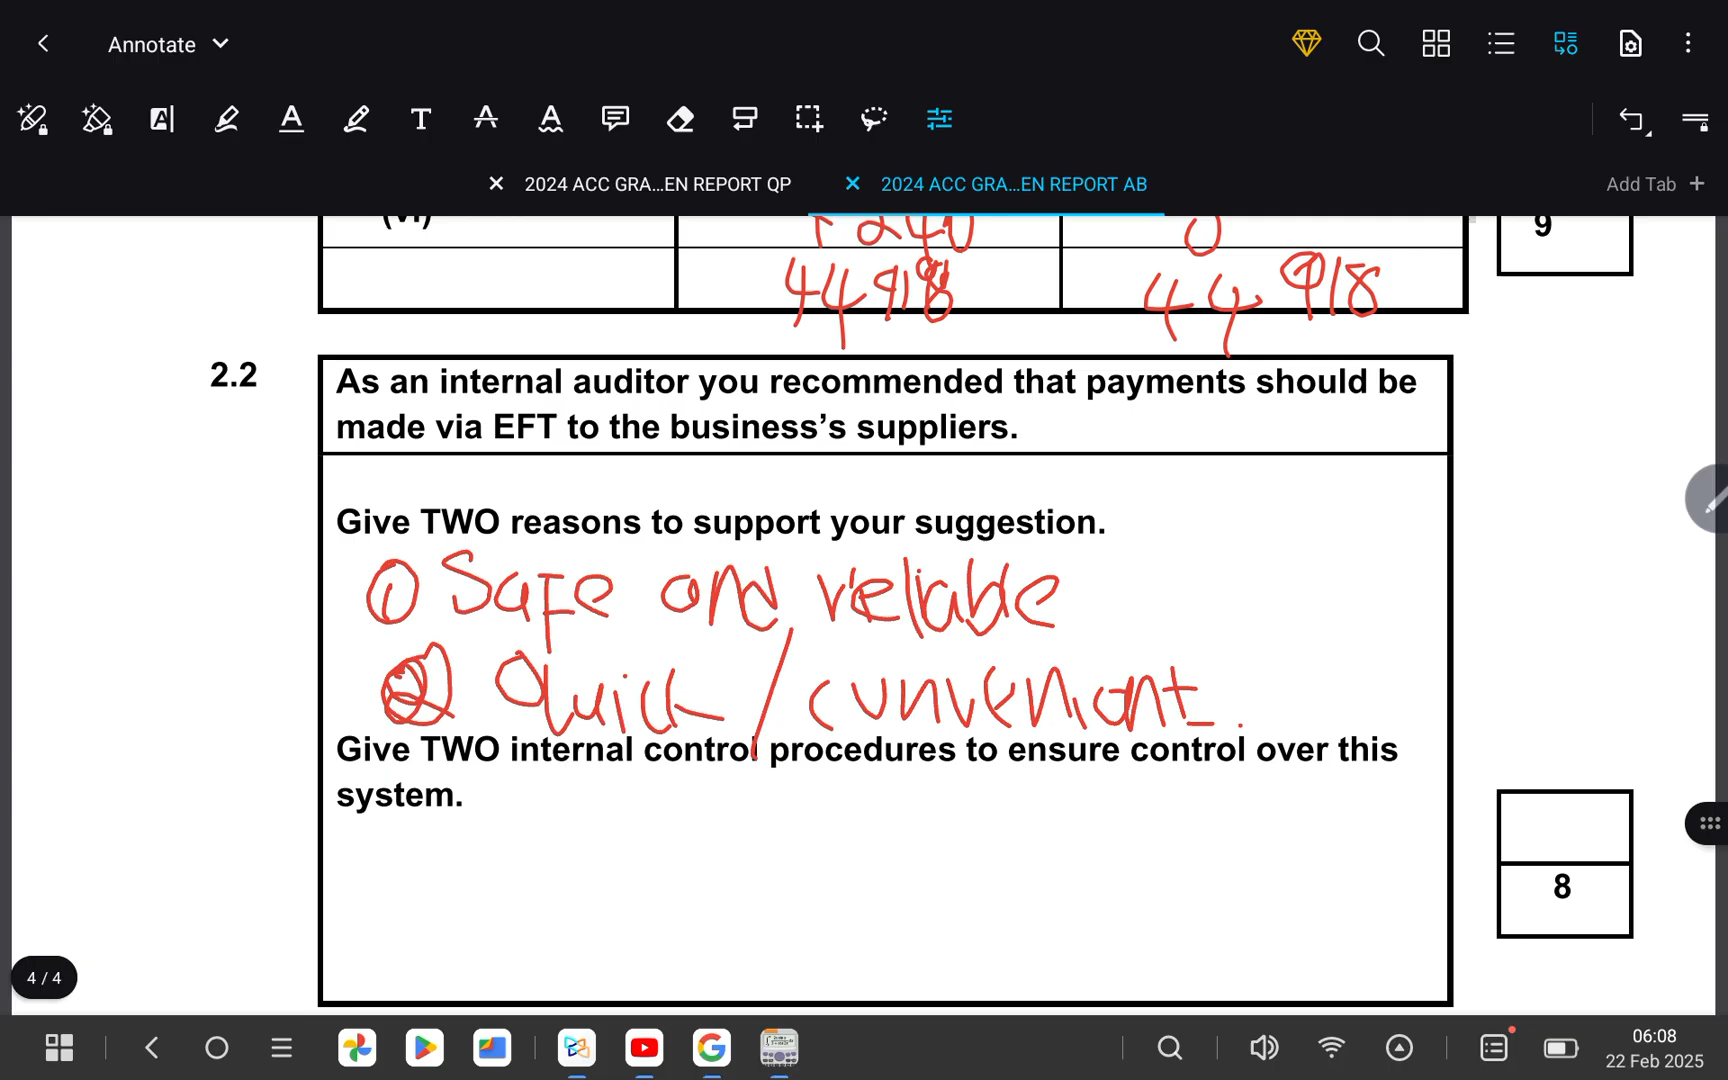 Annotate
A A T A A
2024 ACC GRA...EN REPORT QP
2024 ACC GRA...EN REPORT AB
Add Tab +
(vi)
9
44918
44 918
2.2
As an internal auditor you recommended that payments should be
made via EFT to the business's suppliers.
Give TWO reasons to support your suggestion.
① Safe and reliable
② Quick / convenient.
Give TWO internal control procedures to ensure control over this
system.
8
4 / 4
06:08
22 Feb 2025